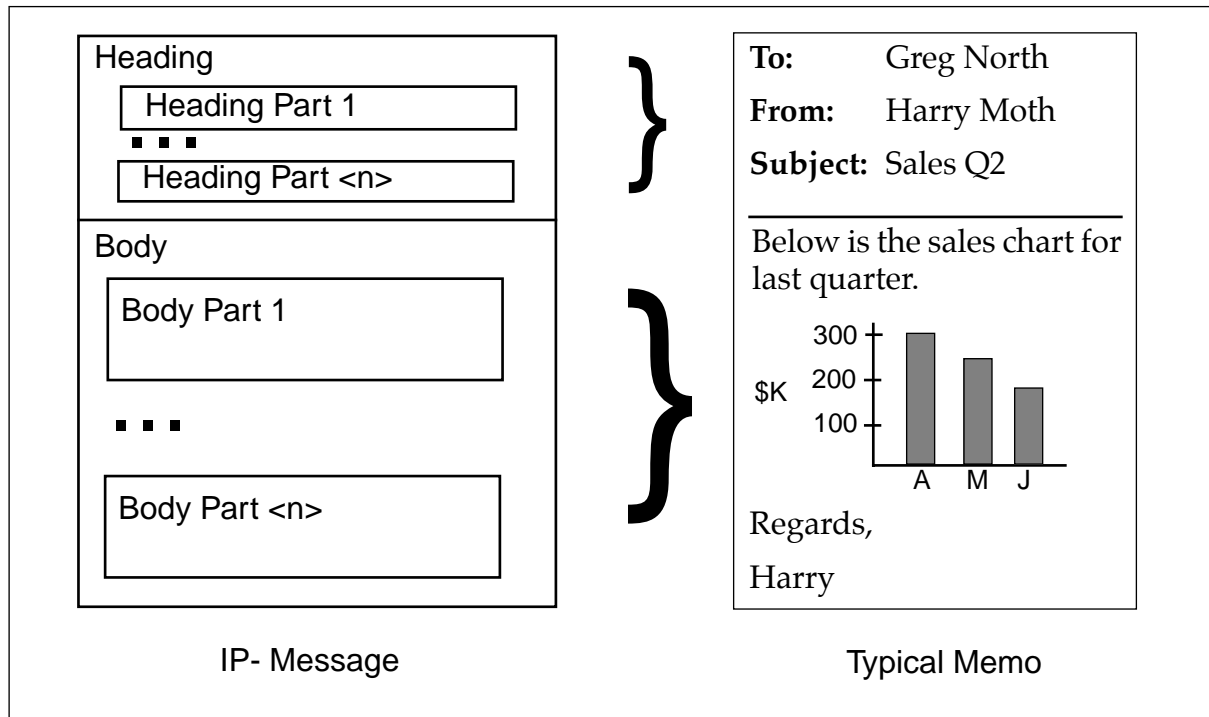 Heading
Heading Part 1
Heading Part <n>
Body
Body Part 1
Body Part <n>
IP- Message
To: Greg North
From: Harry Moth
Subject: Sales Q2
Below is the sales chart for
last quarter.
300
200
$K
100
A M J
Regards,
Harry
Typical Memo